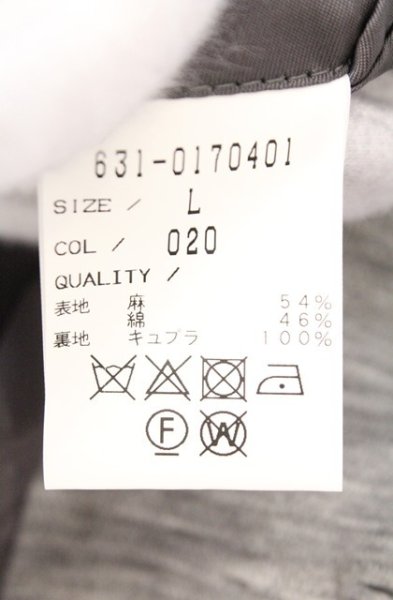 631-0170401
SIZE / L
COL / 020
QUALITY /
表地 麻 54%
綿 46%
裏地 キュプラ 100%
F W